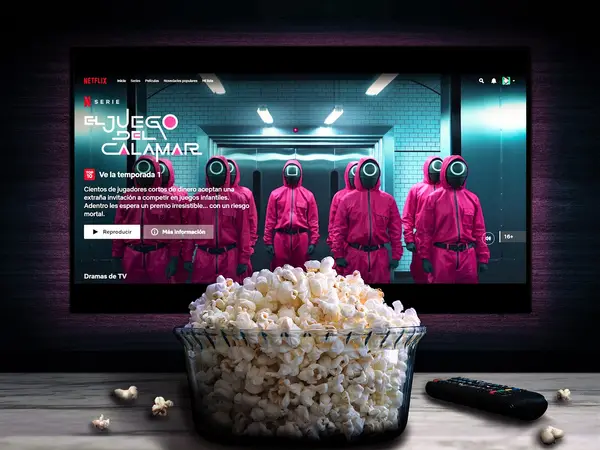 NETFLIX
Inicio Series Películas Novedades populares Mi lista
N SERIE
EL JUEGO
DEL
CALAMAR
TOP 10 Ve la temporada 1
Cientos de jugadores cortos de dinero aceptan una
extraña invitación a competir en juegos infantiles.
Adentro les espera un premio irresistible... con un riesgo
mortal.
Reproducir Más información
16+
Dramas de TV